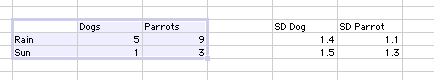 Dogs Parrots SD Dog SD Parrot
Rain 5 9 1.4 1.1
Sun 1 3 1.5 1.3